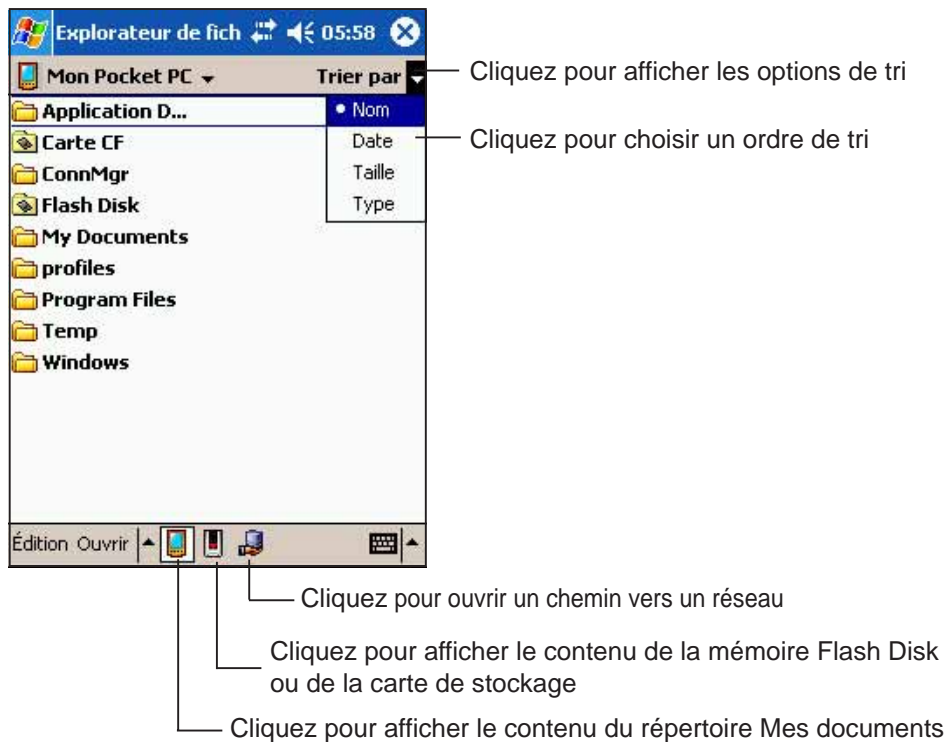 Explorateur de fich 05:58
Mon Pocket PC Trier par
Cliquez pour afficher les options de tri
Application D...
Nom
Carte CF
Date
Cliquez pour choisir un ordre de tri
ConnMgr
Taille
Flash Disk
Type
My Documents
profiles
Program Files
Temp
Windows
Édition Ouvrir
Cliquez pour ouvrir un chemin vers un réseau
Cliquez pour afficher le contenu de la mémoire Flash Disk
ou de la carte de stockage
Cliquez pour afficher le contenu du répertoire Mes documents